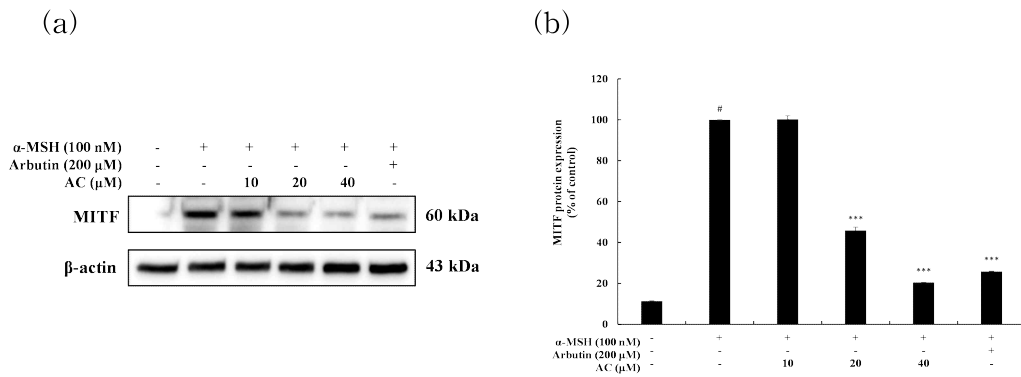 (a)
α-MSH (100 nM) - + + + + +
Arbutin (200 μM) - - - - - +
AC (μM) - - 10 20 40 -
MITF 60 kDa
β-actin 43 kDa
(b)
MITF protein expression
(% of control)
120
100
80
60
40
20
0
#
***
***
***
α-MSH (100 nM) - + + + + +
Arbutin (200 μM) - - - - - +
AC (μM) - - 10 20 40 -